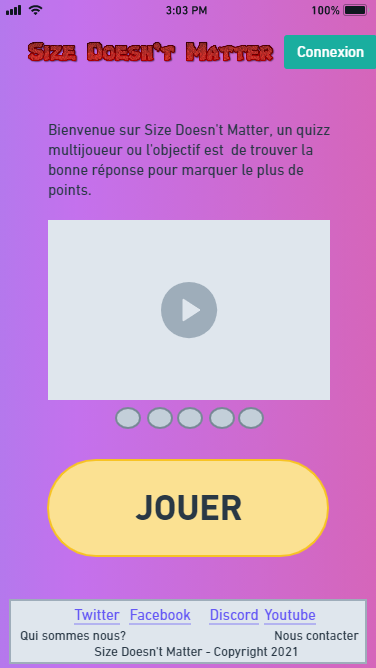 3:03 PM
100%
Size Doesn't Matter
Connexion
Bienvenue sur Size Doesn't Matter, un quizz
multijoueur ou l'objectif est  de trouver la
bonne réponse pour marquer le plus de
points.
JOUER
Twitter Facebook Discord Youtube
Qui sommes nous? Nous contacter
Size Doesn't Matter - Copyright 2021